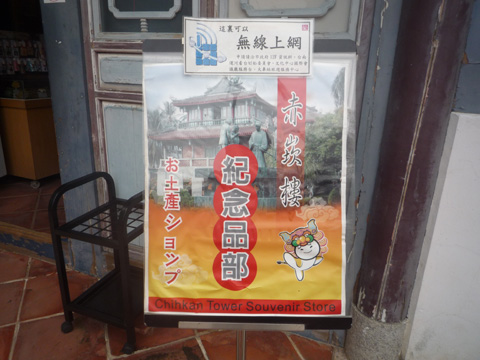 這裏可以
無線上網
赤崁樓
紀念品部
お土産ションプ
Chihkan Tower Souvenir Store